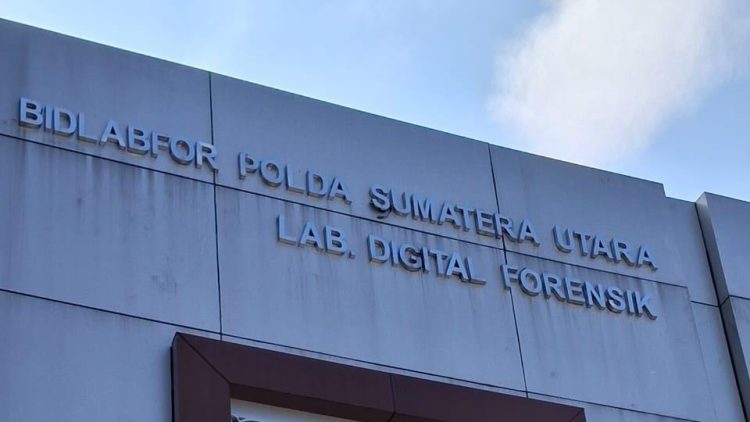 BIDLABFOR POLDA SUMATERA UTARA
LAB. DIGITAL FORENSIK